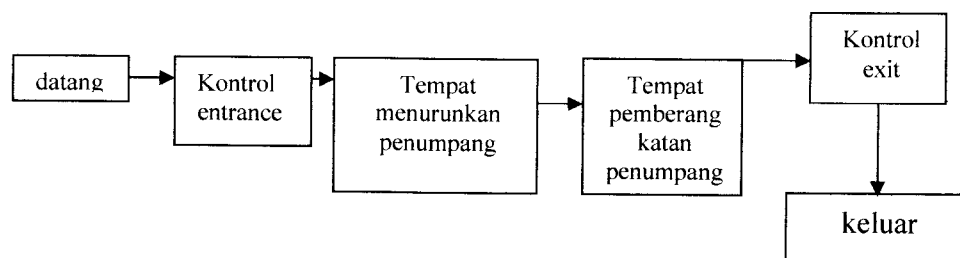 datang
Kontrol
entrance
Tempat
menurunkan
penumpang
Tempat
pemberang
katan
penumpang
Kontrol
exit
keluar